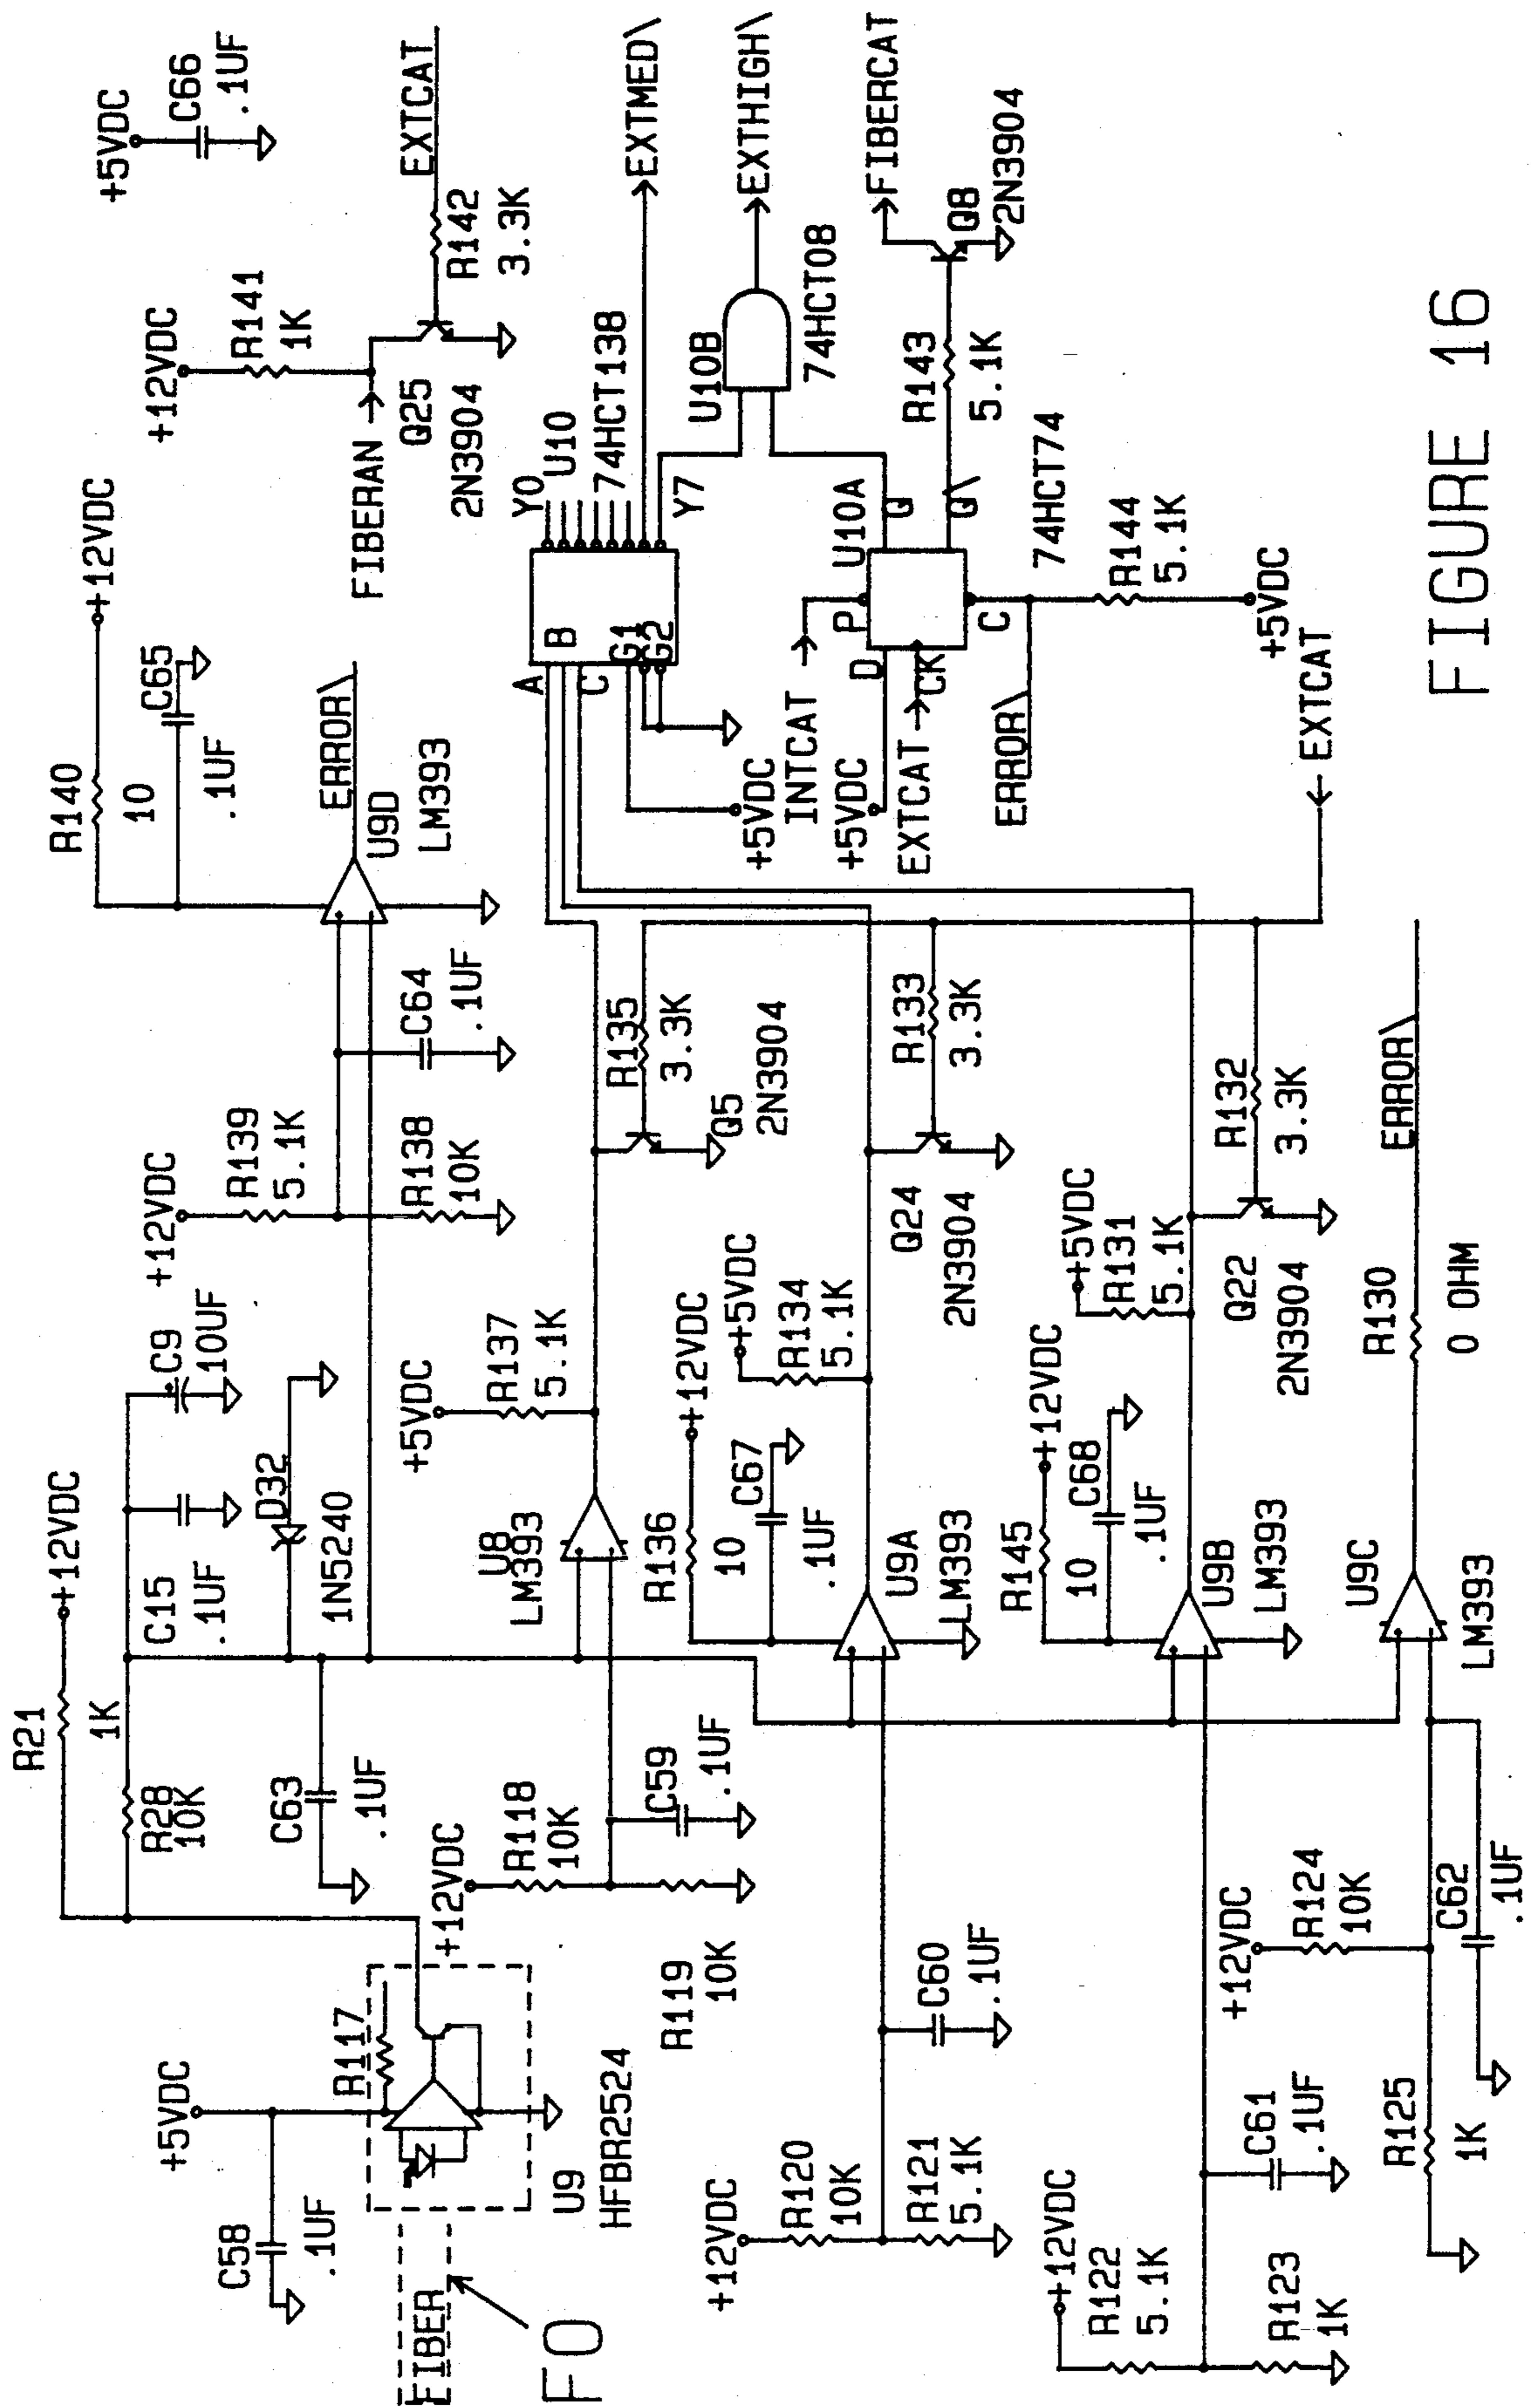 +5VDC
C66
.1UF
EXTCAT
R142
3.3K
+12VDC
R141
1K
FIBERAN
Q25
2N3904
+12VDC
R140
10
C65
.1UF
ERROR\
U9D
LM393
+12VDC
R139
5.1K
R138
10K
C64
.1UF
+12VDC
R21
1K
R28
10K
C15
.1UF
C9
10UF
D32
1N5240
C63
.1UF
+5VDC
C58
.1UF
R117
U9
HFBR2524
FIBER
FO
+12VDC
R118
10K
R119
10K
C59
.1UF
U8
LM393
+5VDC
R137
5.1K
R135
3.3K
Q5
2N3904
A
B
C
G1
G2
Y0
U10
74HCT138
Y7
EXTMED\
U10B
74HCT08
EXTHIGH\
+5VDC
INTCAT
+5VDC
EXTCAT
ERROR\
D
P
CK
C
U10A
Q
Q\
74HCT74
R143
5.1K
FIBERCAT
Q8
2N3904
R144
5.1K
+5VDC
EXTCAT
+12VDC
R120
10K
R121
5.1K
C60
.1UF
R136
10
+12VDC
C67
.1UF
U9A
LM393
+5VDC
R134
5.1K
R133
3.3K
Q24
2N3904
+12VDC
R122
5.1K
R123
1K
C61
.1UF
R145
10
+12VDC
C68
.1UF
U9B
LM393
+5VDC
R131
5.1K
R132
3.3K
Q22
2N3904
+12VDC
R124
10K
R125
1K
C62
.1UF
U9C
LM393
R130
0 OHM
ERROR\
FIGURE 16